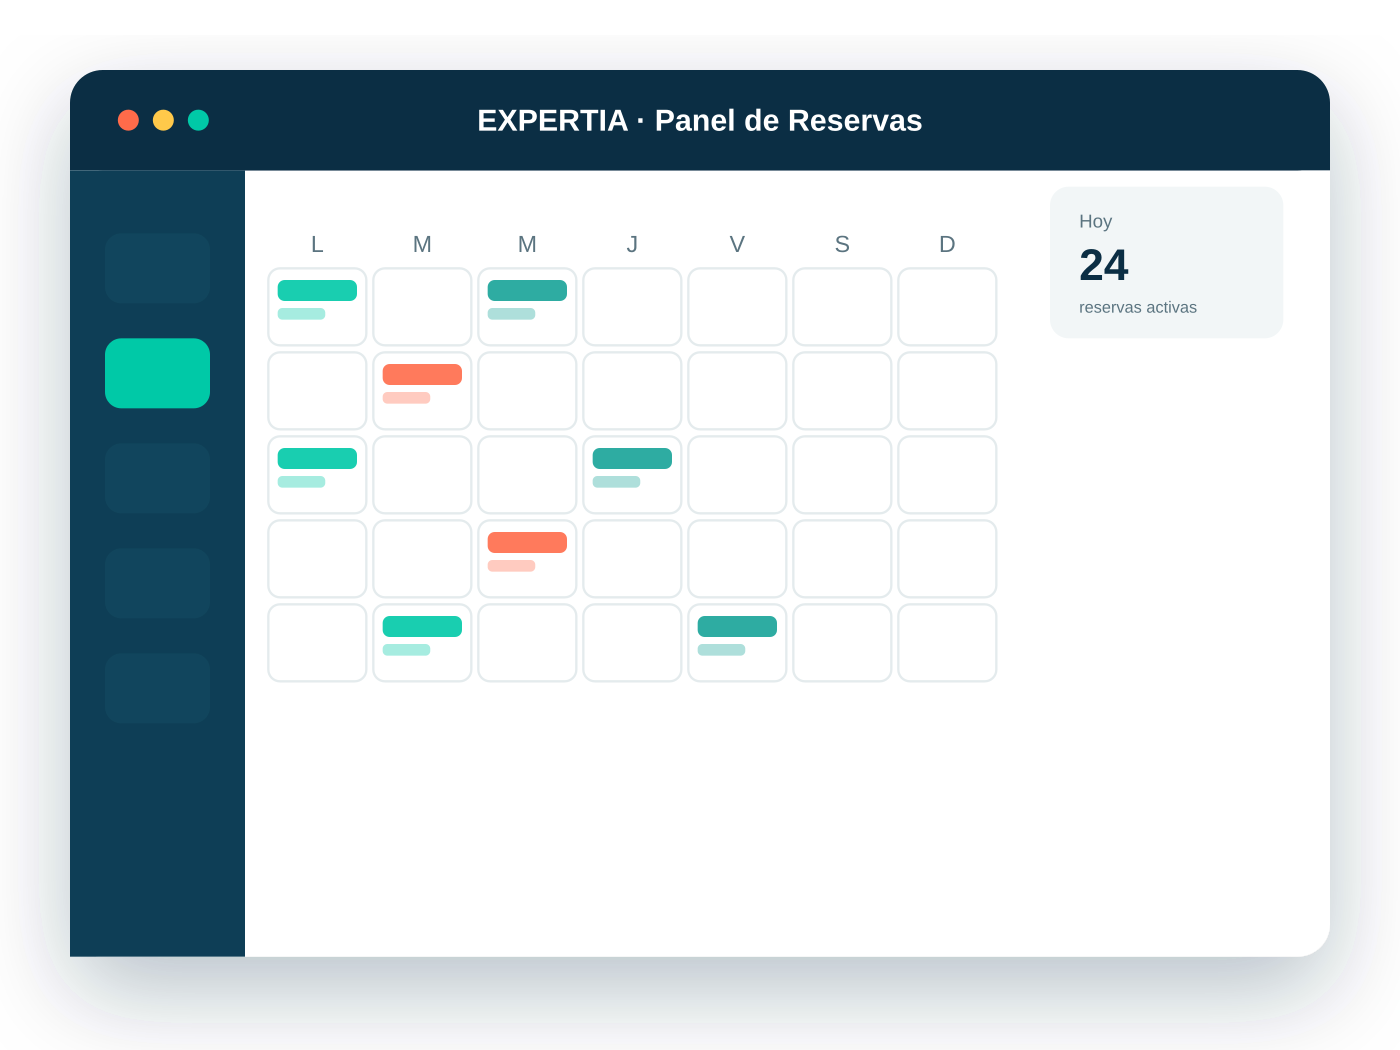 EXPERTIA · Panel de Reservas
L M M J V S D
Hoy
24
reservas activas